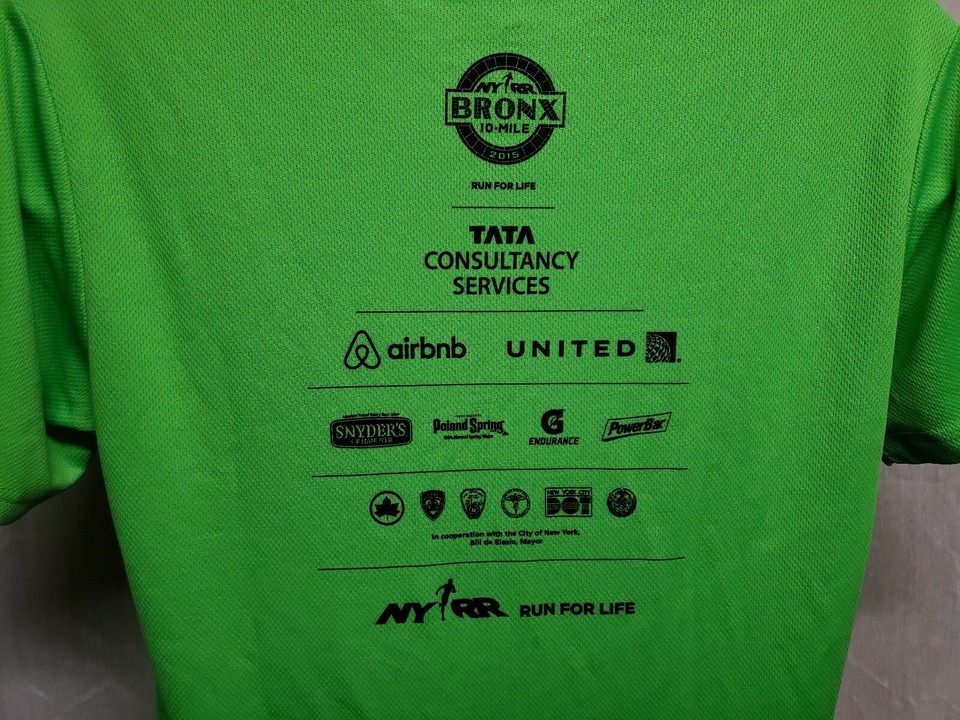 NYRR
BRONX
10-MILE
2015
RUN FOR LIFE
TATA
CONSULTANCY
SERVICES
airbnb UNITED
SNYDER'S
OF HANOVER
Poland Spring
G
ENDURANCE
PowerBar
NEW YORK CITY
DOT
In cooperation with the City of New York,
Bill de Blasio, Mayor
NYRR RUN FOR LIFE